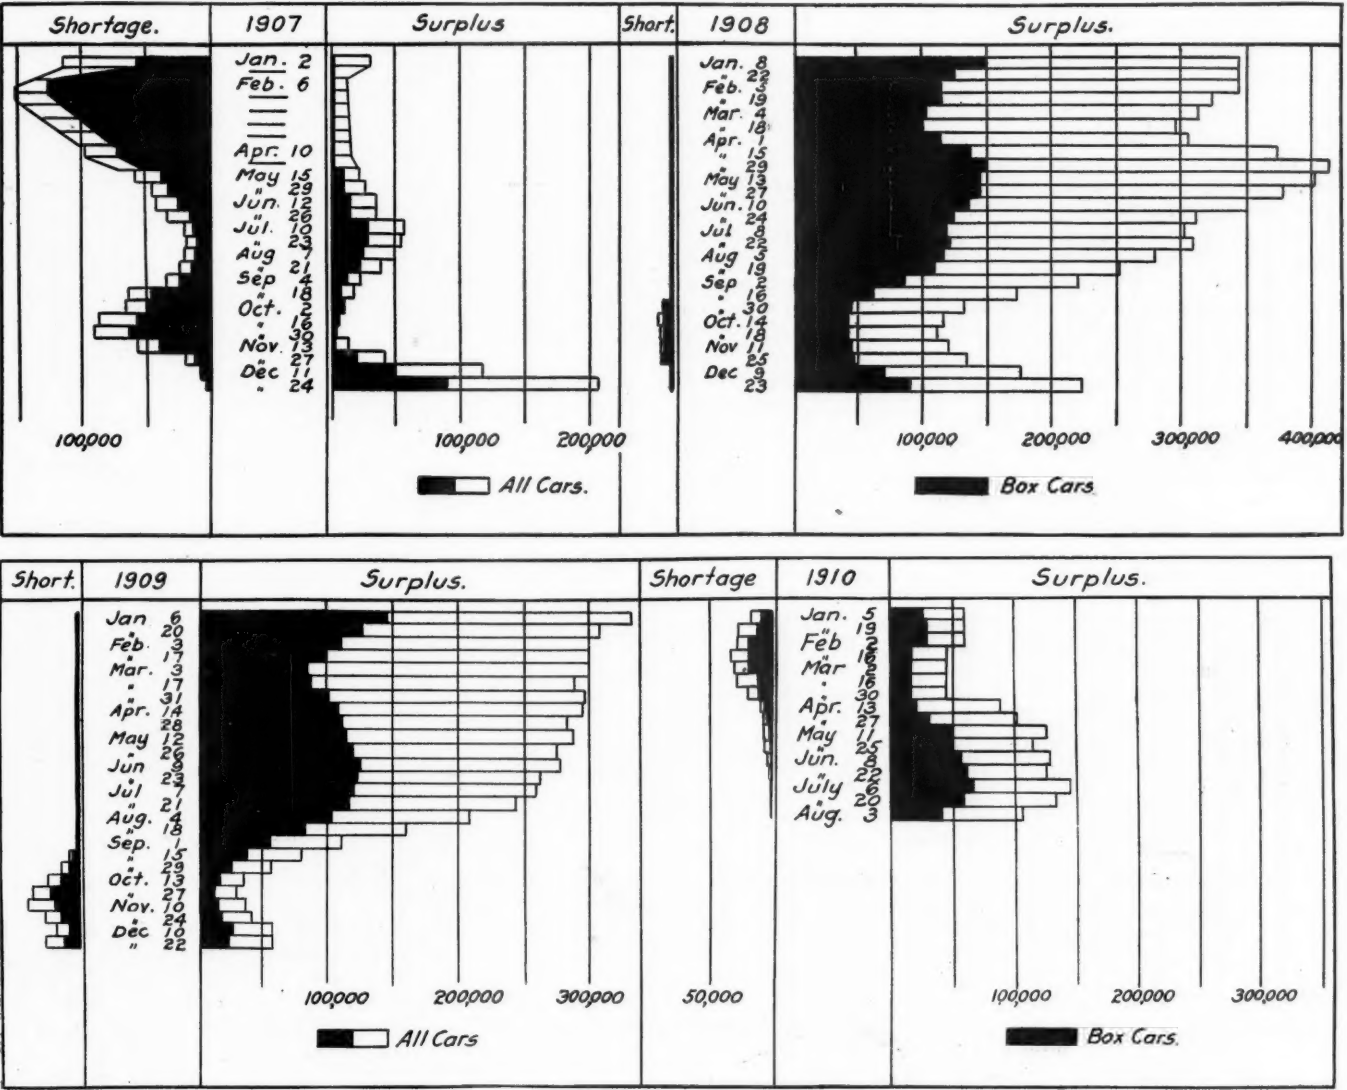 Shortage. 1907 Surplus Short. 1908 Surplus.
Jan. 2 Jan. 8
" 22
Feb. 6 Feb. 5
" 19
Mar. 4
" 18
Apr. 1
Apr. 10 " 15
" 29
May 15 May 13
" 29 " 27
Jun. 12 Jun. 10
" 26 " 24
Jul. 10 Jul 8
" 23 " 22
Aug 7 Aug 5
" 21 " 19
Sep 4 Sep 2
" 18 " 16
Oct. 2 " 30
" 16 Oct. 14
" 30 " 18
Nov. 13 Nov 11
" 27 " 25
Dec 11 Dec 9
" 24 " 23
100,000 100,000 200,000 100,000 200,000 300,000 400,000
All Cars. Box Cars
Short. 1909 Surplus. Shortage 1910 Surplus.
Jan 6 Jan. 5
" 20 " 19
Feb 3 Feb 2
" 17 " 16
Mar. 3 Mar 2
" 17 " 16
" 31 " 30
Apr. 14 Apr. 13
" 28 " 27
May 12 May 11
" 26 " 25
Jun 9 Jun. 8
" 23 " 22
Jul 7 July 6
" 21 " 20
Aug. 4 Aug. 3
" 18
Sep. 1
" 15
" 29
Oct. 13
" 27
Nov. 10
" 24
Dec 10
" 22
100,000 200,000 300,000 50,000 100,000 200,000 300,000
All Cars Box Cars.